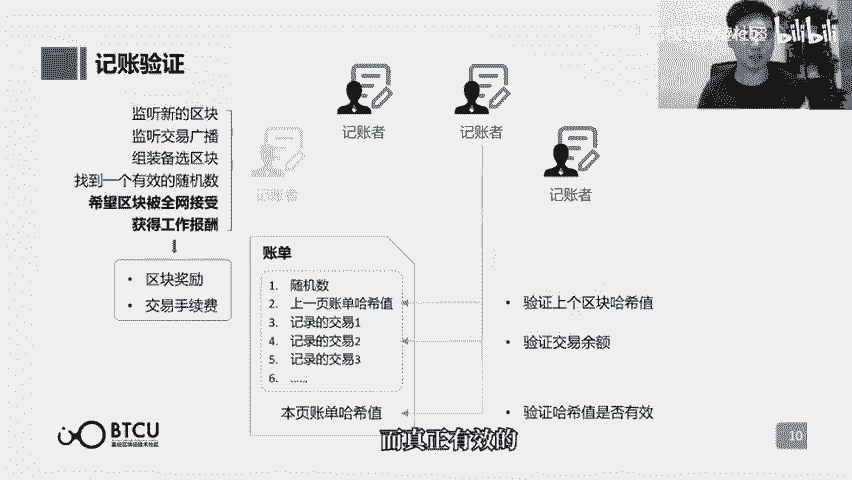 bilibili
记账验证
监听新的区块
监听交易广播
组装备选区块
找到一个有效的随机数
希望区块被全网接受
获得工作报酬
• 区块奖励
• 交易手续费
记账者
记账者
记账者
记账者
账单
1. 随机数
2. 上一页账单哈希值
3. 记录的交易1
4. 记录的交易2
5. 记录的交易3
6. ......
本页账单哈希值
• 验证上个区块哈希值
• 验证交易余额
• 验证哈希值是否有效
BTCU
而真正有效的
10